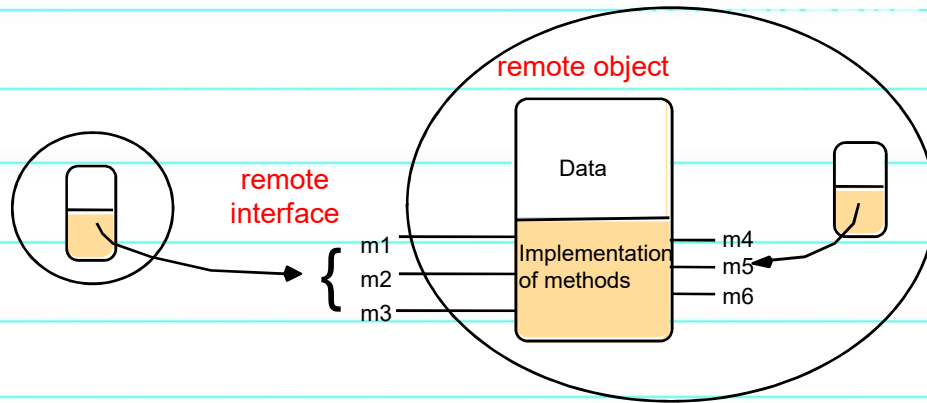 remote object
remote
interface
Data
{
m1
m2
m3
Implementation
of methods
m4
m5
m6